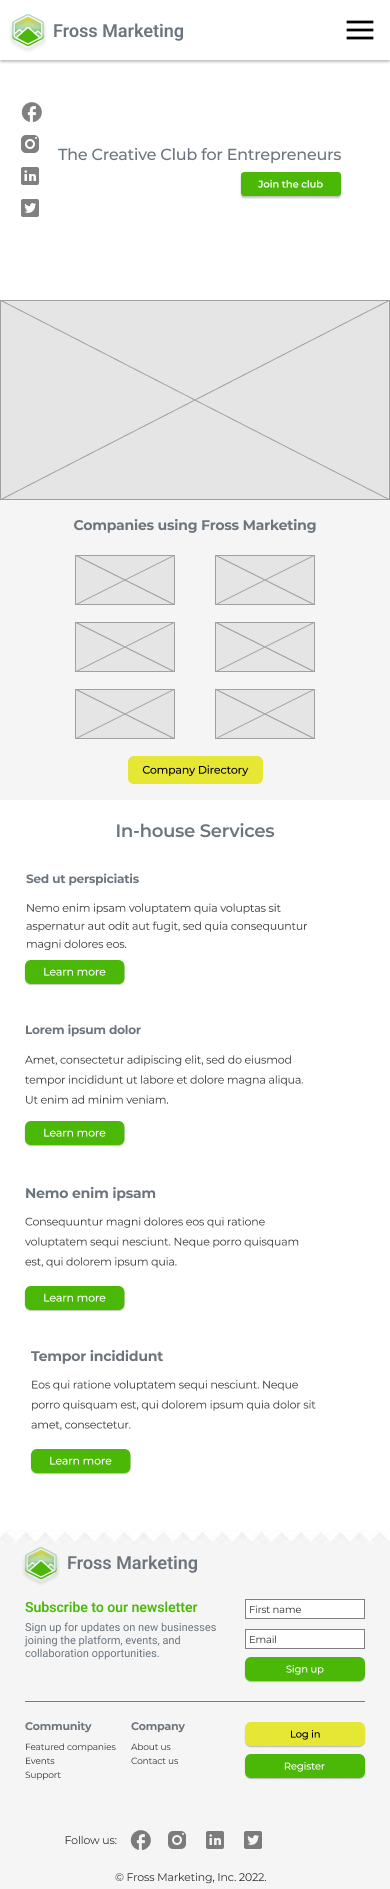 Fross Marketing
The Creative Club for Entrepreneurs
Join the club
Companies using Fross Marketing
Company Directory
In-house Services
Sed ut perspiciatis
Nemo enim ipsam voluptatem quia voluptas sit
aspernatur aut odit aut fugit, sed quia consequuntur
magni dolores eos.
Learn more
Lorem ipsum dolor
Amet, consectetur adipiscing elit, sed do eiusmod
tempor incididunt ut labore et dolore magna aliqua.
Ut enim ad minim veniam.
Learn more
Nemo enim ipsam
Consequuntur magni dolores eos qui ratione
voluptatem sequi nesciunt. Neque porro quisquam
est, qui dolorem ipsum quia.
Learn more
Tempor incididunt
Eos qui ratione voluptatem sequi nesciunt. Neque
porro quisquam est, qui dolorem ipsum quia dolor sit
amet, consectetur.
Learn more
Fross Marketing
Subscribe to our newsletter
Sign up for updates on new businesses
joining the platform, events, and
collaboration opportunities.
First name
Email
Sign up
Community
Featured companies
Events
Support
Company
About us
Contact us
Log in
Register
Follow us:
© Fross Marketing, Inc. 2022.